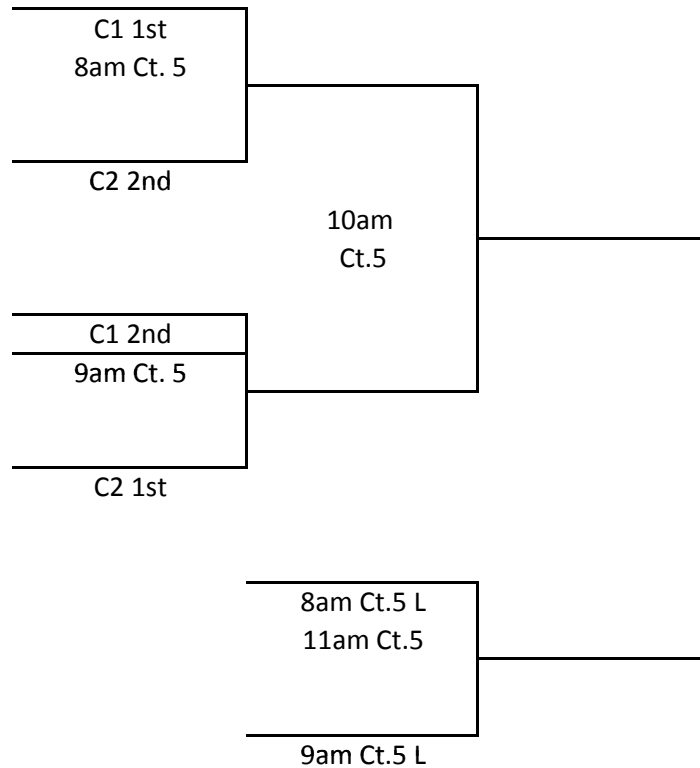 C1 1st
8am Ct. 5
C2 2nd
10am
Ct.5
C1 2nd
9am Ct. 5
C2 1st
8am Ct.5 L
11am Ct.5
9am Ct.5 L